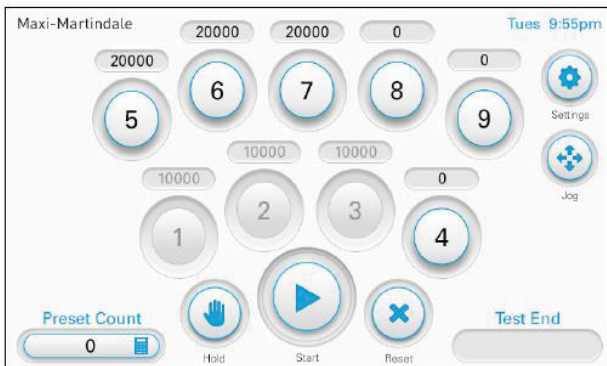 Maxi-Martindale
Tues 9:55pm
20000 20000 0
20000 0
6 7 8
5 9
Settings
10000 10000
10000 0
Jog
2 3
1 4
Preset Count
0
Hold
Start
Reset
Test End